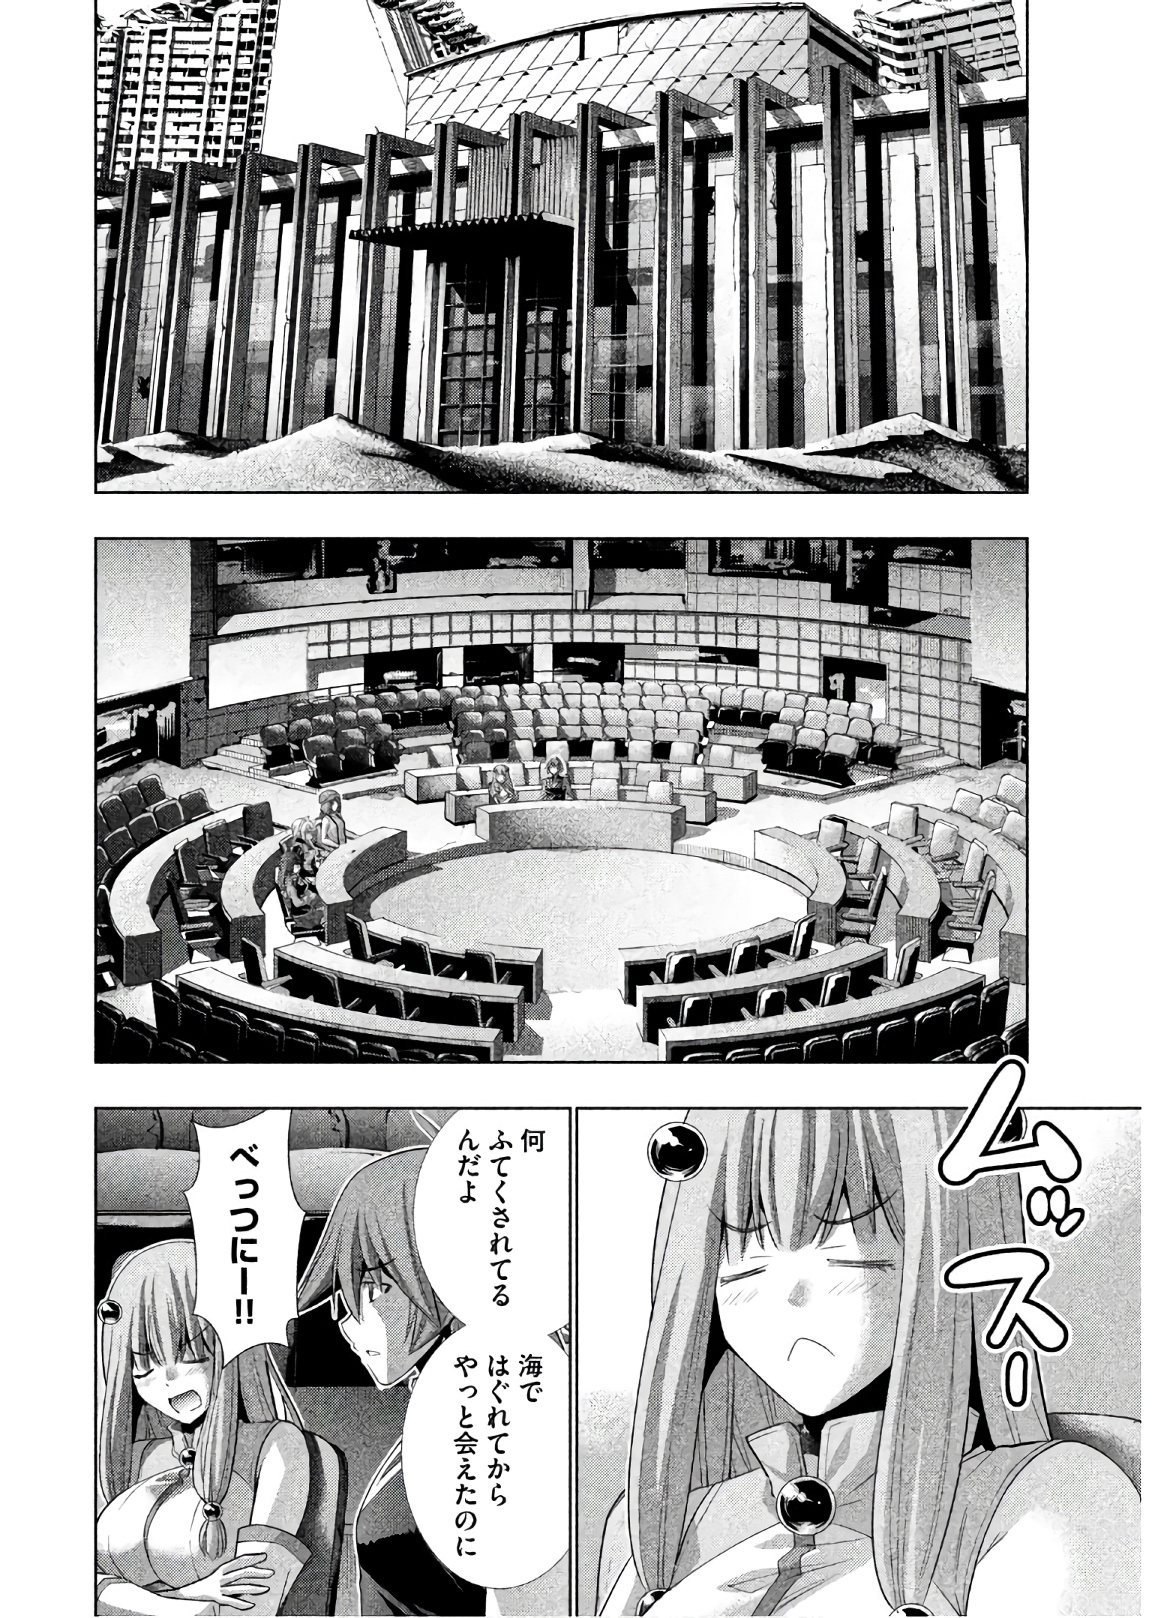 ムッスー
何
ふてくされてる
んだよ
海で
はぐれてから
やっと会えたのに
べっつにー!!